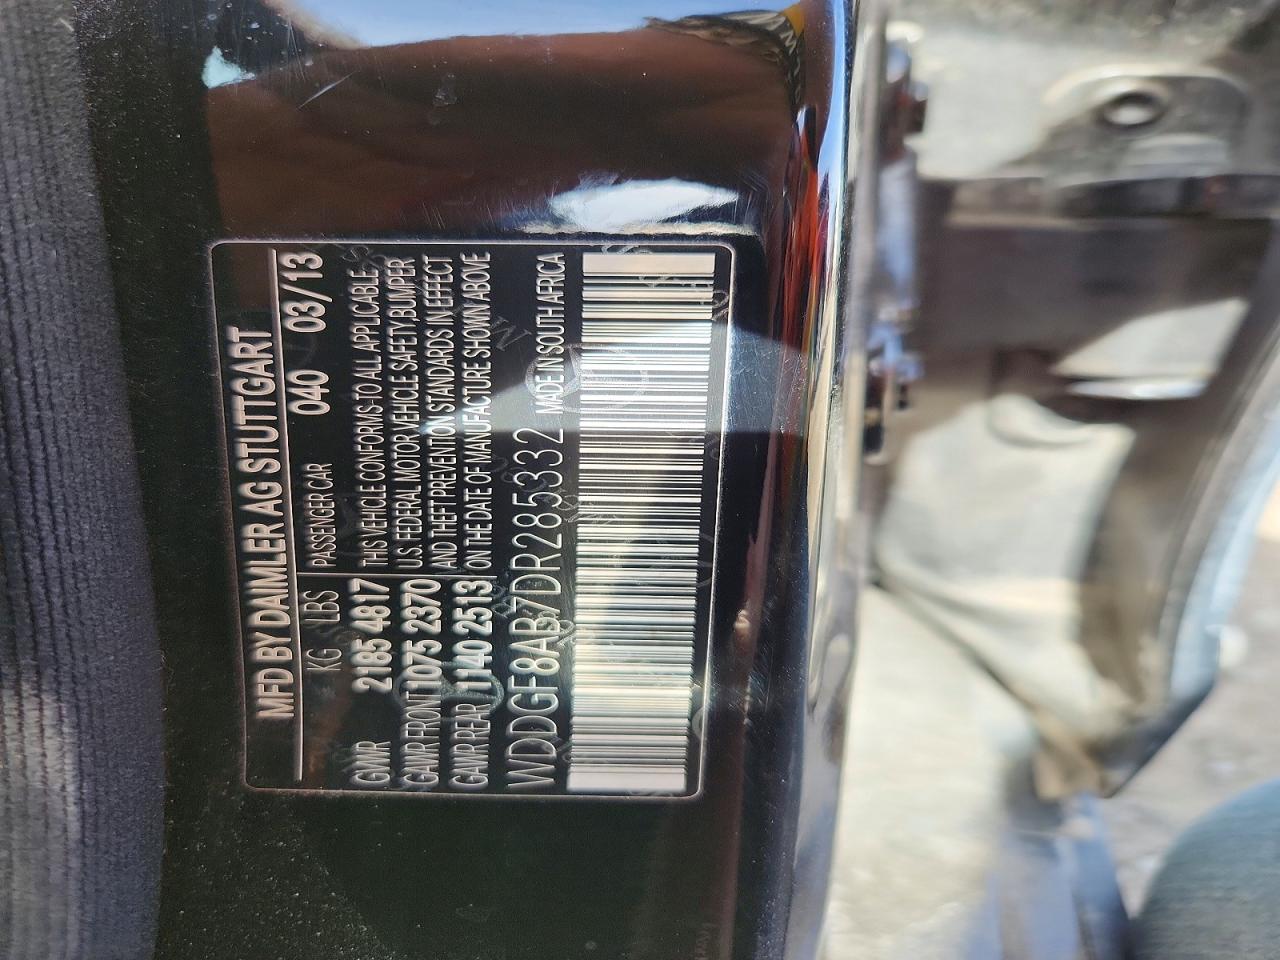 MFD BY DAIMLER AG STUTTGART
KG LBS PASSENGER CAR 040 03/13
GWR 2185 4817 THIS VEHICLE CONFORMS TO ALL APPLICABLE
GAWR FRONT 1075 2370 U.S. FEDERAL MOTOR VEHICLE SAFETY,BUMPER
AND THEFT PREVENTION STANDARDS IN EFFECT
GAWR REAR 1140 2513 ON THE DATE OF MANUFACTURE SHOWN ABOVE
WDDGF8AB7DR285332 MADE IN SOUTH AFRICA